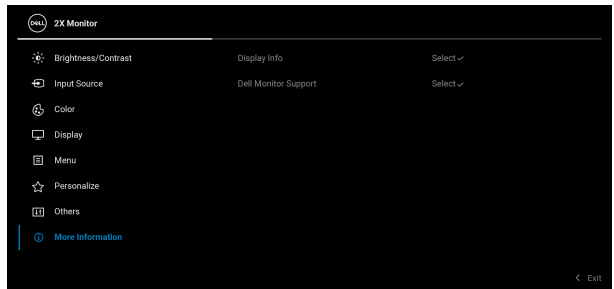 DELL 2X Monitor
Brightness/Contrast Display Info Select
Input Source Dell Monitor Support Select
Color
Display
Menu
Personalize
Others
More Information
Exit